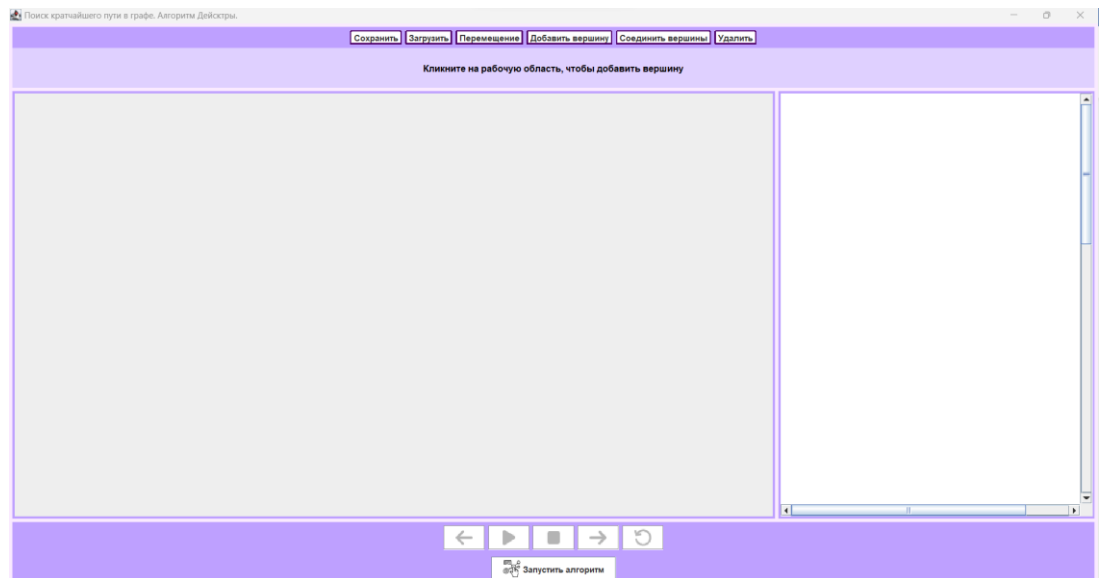 Поиск кратчайшего пути в графе. Алгоритм Дейсктры.
Сохранить Загрузить Перемещение Добавить вершину Соединить вершины Удалить
Кликните на рабочую область, чтобы добавить вершину
Запустить алгоритм